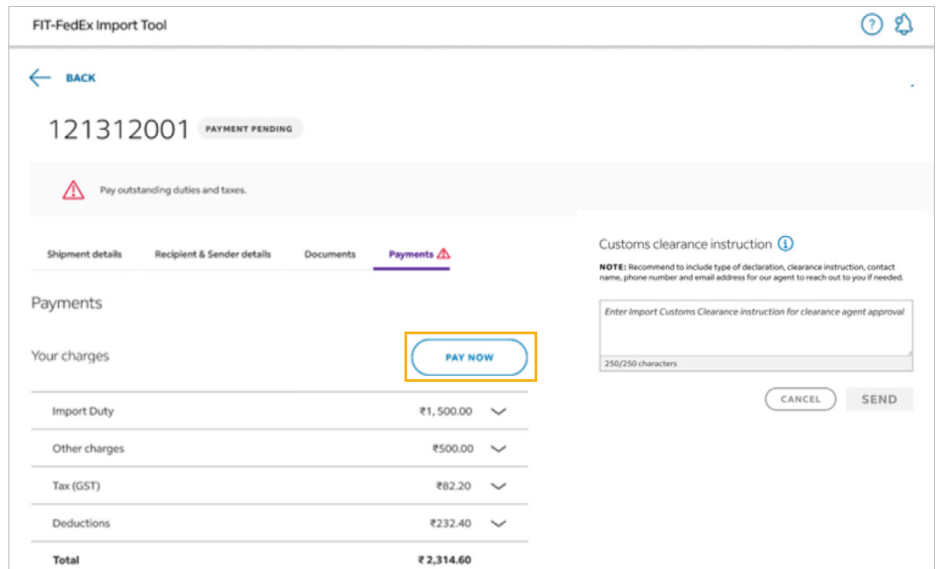 FIT-FedEx Import Tool
?
BACK
121312001 PAYMENT PENDING
Pay outstanding duties and taxes.
Shipment details Recipient & Sender details Documents Payments
Payments
Your charges PAY NOW
Import Duty ₹1,500.00
Other charges ₹500.00
Tax (GST) ₹82.20
Deductions ₹232.40
Total ₹2,314.60
Customs clearance instruction i
NOTE: Recommend to include type of declaration, clearance instruction, contact
name, phone number and email address for our agent to reach out to you if needed.
Enter Import Customs Clearance instruction for clearance agent approval
250/250 characters
CANCEL SEND